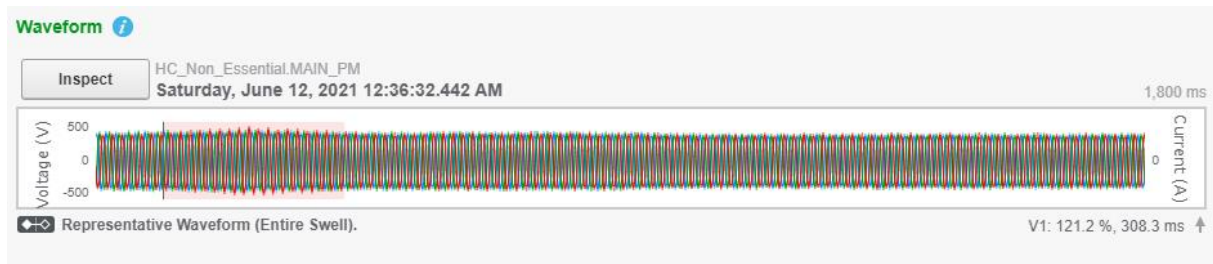 Waveform i
Inspect
HC_Non_Essential.MAIN_PM
Saturday, June 12, 2021 12:36:32.442 AM
1,800 ms
Voltage (V)
500
0
-500
0
Current (A)
Representative Waveform (Entire Swell).
V1: 121.2 %, 308.3 ms